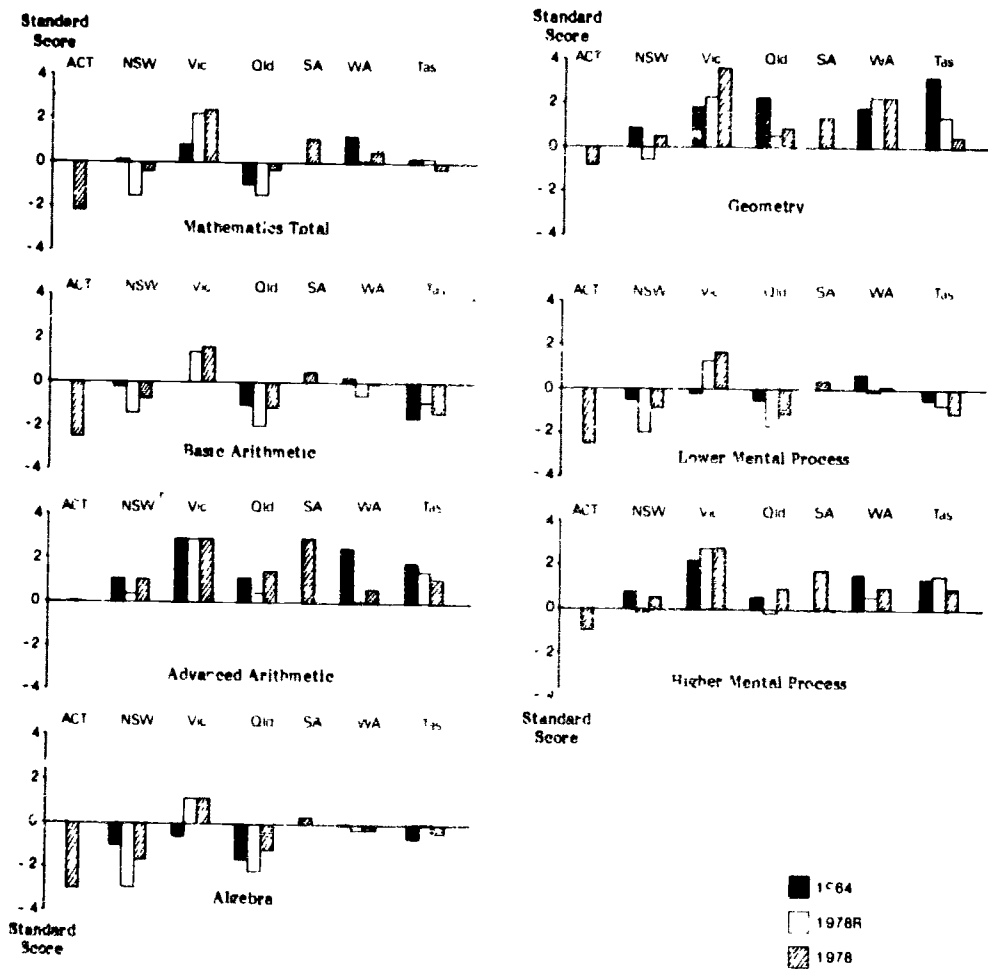 Standard
Score
ACT NSW Vic Qld SA WA Tas
4
2
0
-2
-4
Mathematics Total
ACT NSW Vic Qld SA WA Tas
4
2
0
-2
-4
Basic Arithmetic
ACT NSW Vic Qld SA WA Tas
4
2
0
-2
-4
Advanced Arithmetic
ACT NSW Vic Qld SA WA Tas
4
2
0
-2
-4
Algebra
Standard
Score
Standard
Score
ACT NSW Vic Qld SA WA Tas
4
2
0
-2
-4
Geometry
ACT NSW Vic Qld SA WA Tas
4
2
0
-2
-4
Lower Mental Process
ACT NSW Vic Qld SA WA Tas
4
2
0
-2
-4
Higher Mental Process
Standard
Score
1964
1978R
1978